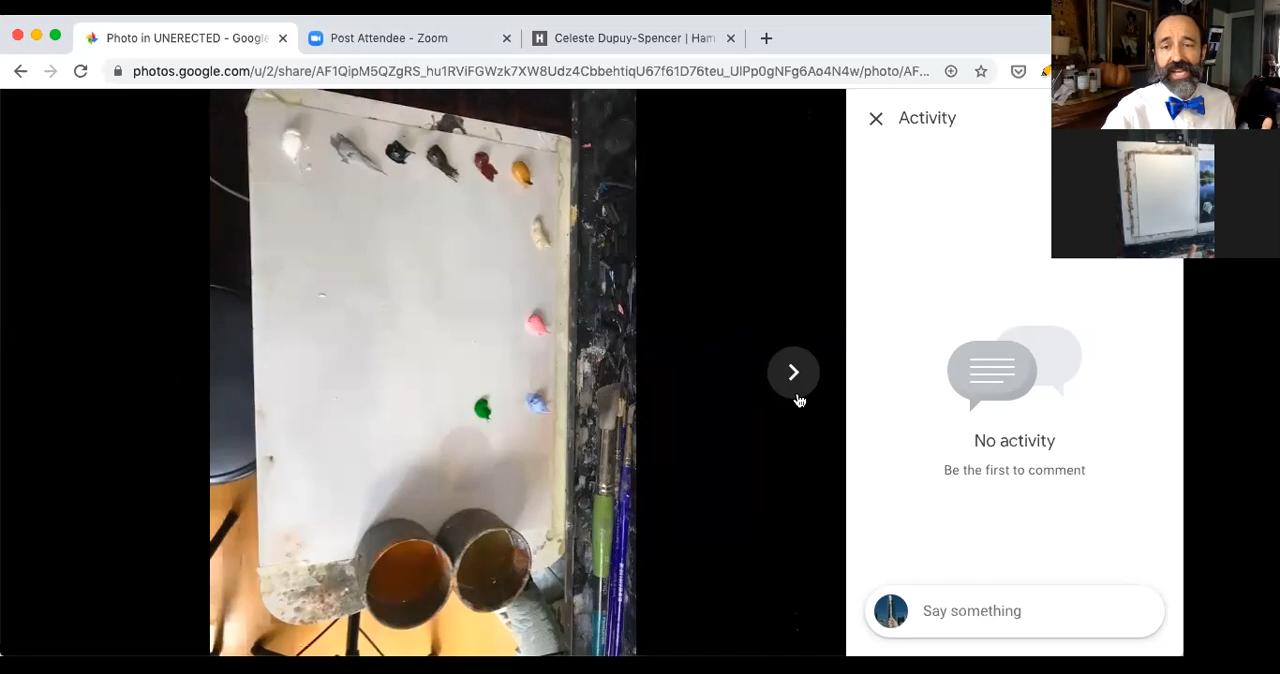 Photo in UNERECTED - Google
Post Attendee - Zoom
H
Celeste Dupuy-Spencer | Ham
photos.google.com/u/2/share/AF1QipM5QZgRS_hu1RViFGWzk7XW8Udz4CbbehtiqU67f61D76teu_UIPp0gNFg6Ao4N4w/photo/AF...
Activity
No activity
Be the first to comment
Say something